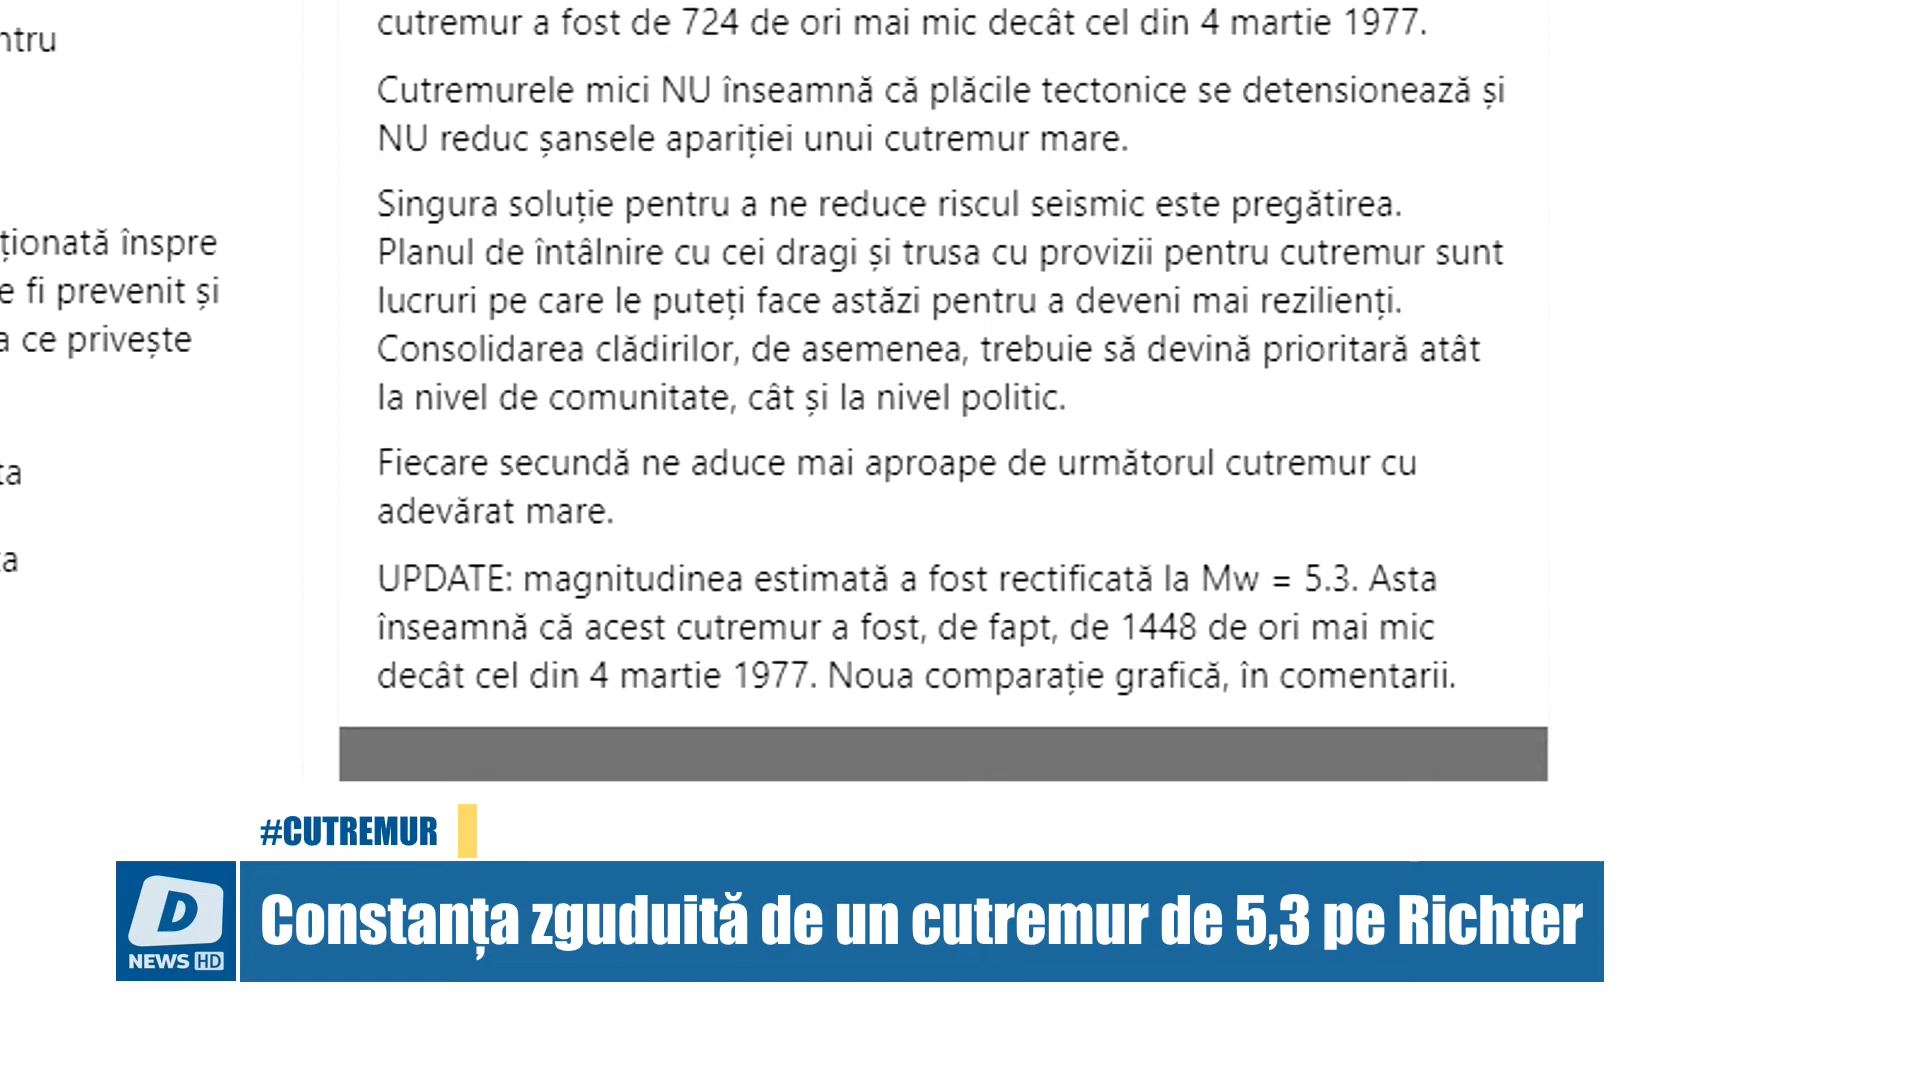 ntru
ționată înspre
e fi prevenit și
a ce privește
ta
ta
cutremur a fost de 724 de ori mai mic decât cel din 4 martie 1977.
Cutremurele mici NU înseamnă că plăcile tectonice se detensionează și
NU reduc șansele apariției unui cutremur mare.
Singura soluție pentru a ne reduce riscul seismic este pregătirea.
Planul de întâlnire cu cei dragi și trusa cu provizii pentru cutremur sunt
lucruri pe care le puteți face astăzi pentru a deveni mai rezilienți.
Consolidarea clădirilor, de asemenea, trebuie să devină prioritară atât
la nivel de comunitate, cât și la nivel politic.
Fiecare secundă ne aduce mai aproape de următorul cutremur cu
adevărat mare.
UPDATE: magnitudinea estimată a fost rectificată la Mw = 5.3. Asta
înseamnă că acest cutremur a fost, de fapt, de 1448 de ori mai mic
decât cel din 4 martie 1977. Noua comparație grafică, în comentarii.
#CUTREMUR
D
NEWS HD
Constanța zguduită de un cutremur de 5,3 pe Richter